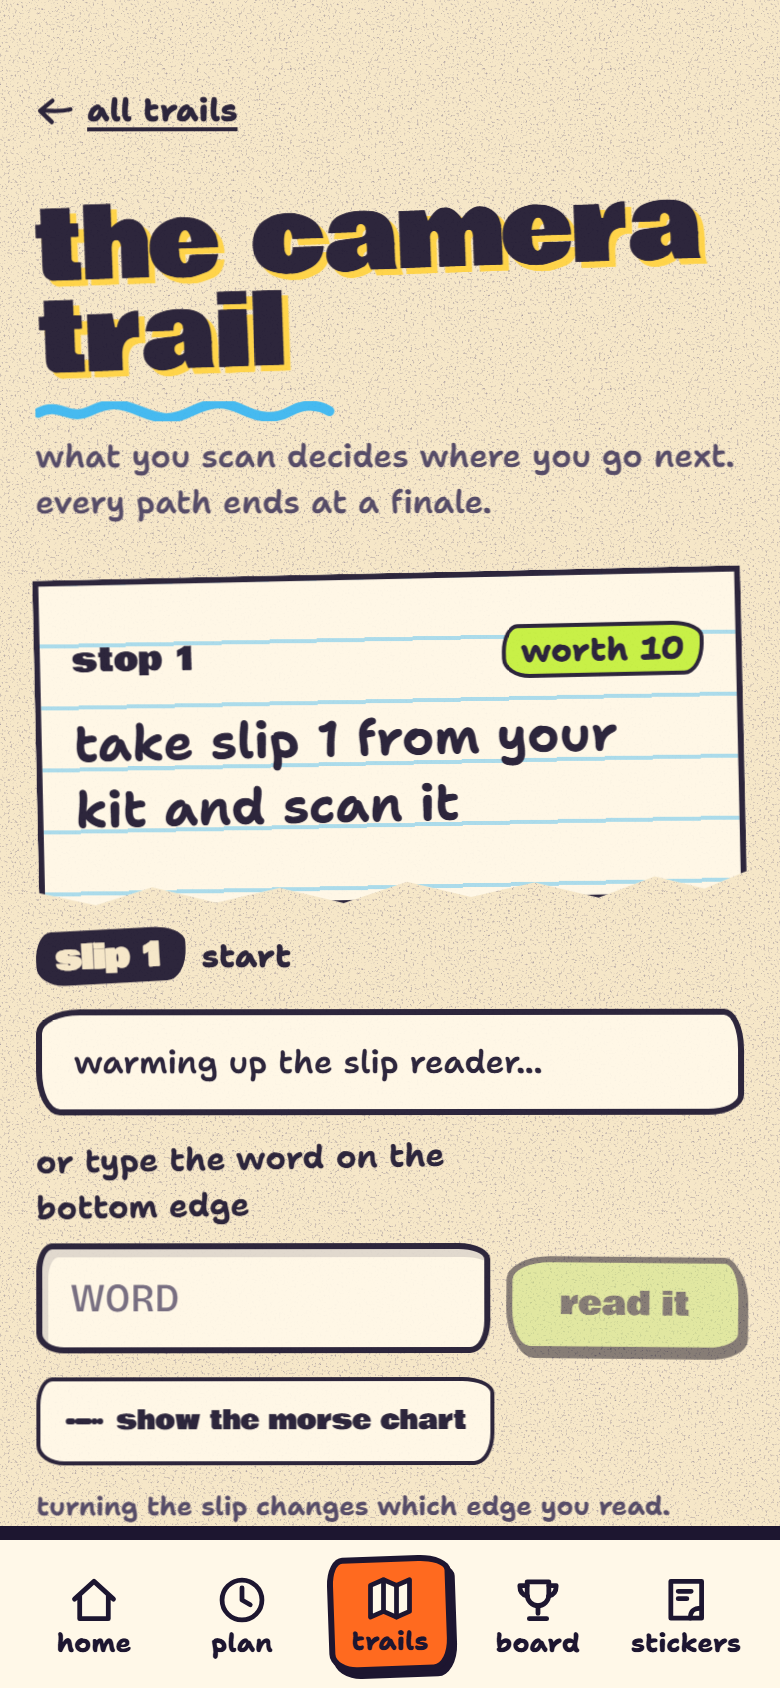 ← all trails
the camera
trail
what you scan decides where you go next.
every path ends at a finale.
stop 1
worth 10
take slip 1 from your
kit and scan it
slip 1 start
warming up the slip reader...
or type the word on the
bottom edge
WORD
read it
show the morse chart
turning the slip changes which edge you read.
home
plan
trails
board
stickers